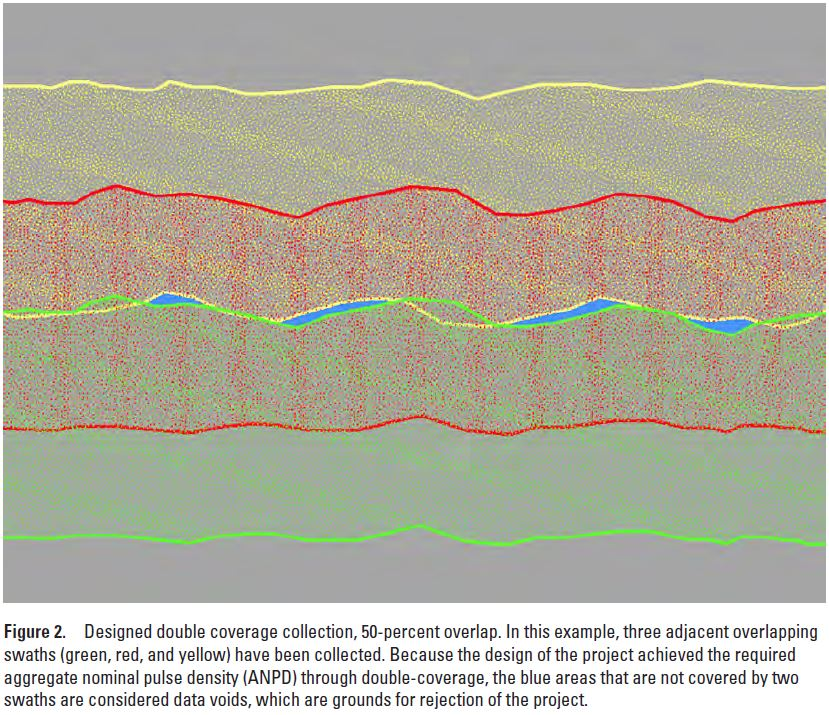 Figure 2. Designed double coverage collection, 50-percent overlap. In this example, three adjacent overlapping
swaths (green, red, and yellow) have been collected. Because the design of the project achieved the required
aggregate nominal pulse density (ANPD) through double-coverage, the blue areas that are not covered by two
swaths are considered data voids, which are grounds for rejection of the project.